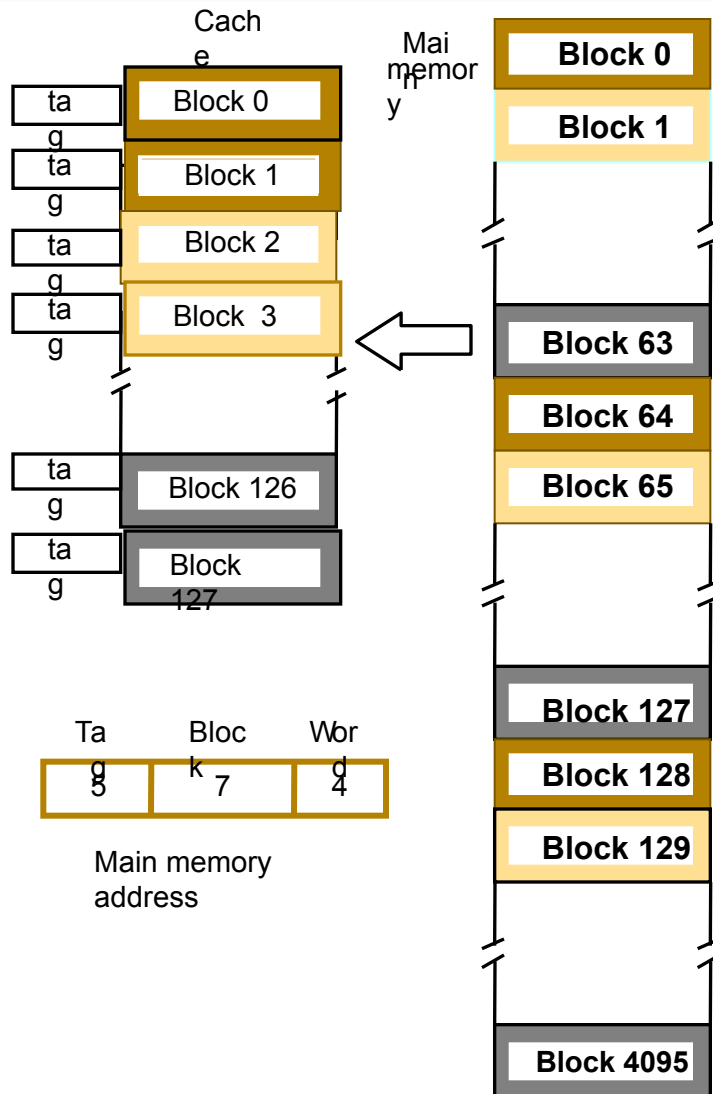 Cach
e
ta
g
Block 0
ta
g
Block 1
ta
g
Block 2
ta
g
Block 3
ta
g
Block 126
ta
g
Block
127
Mai
n
memor
y
Block 0
Block 1
Block 63
Block 64
Block 65
Block 127
Block 128
Block 129
Block 4095
Ta
g
Bloc
k
Wor
d
5
7
4
Main memory
address